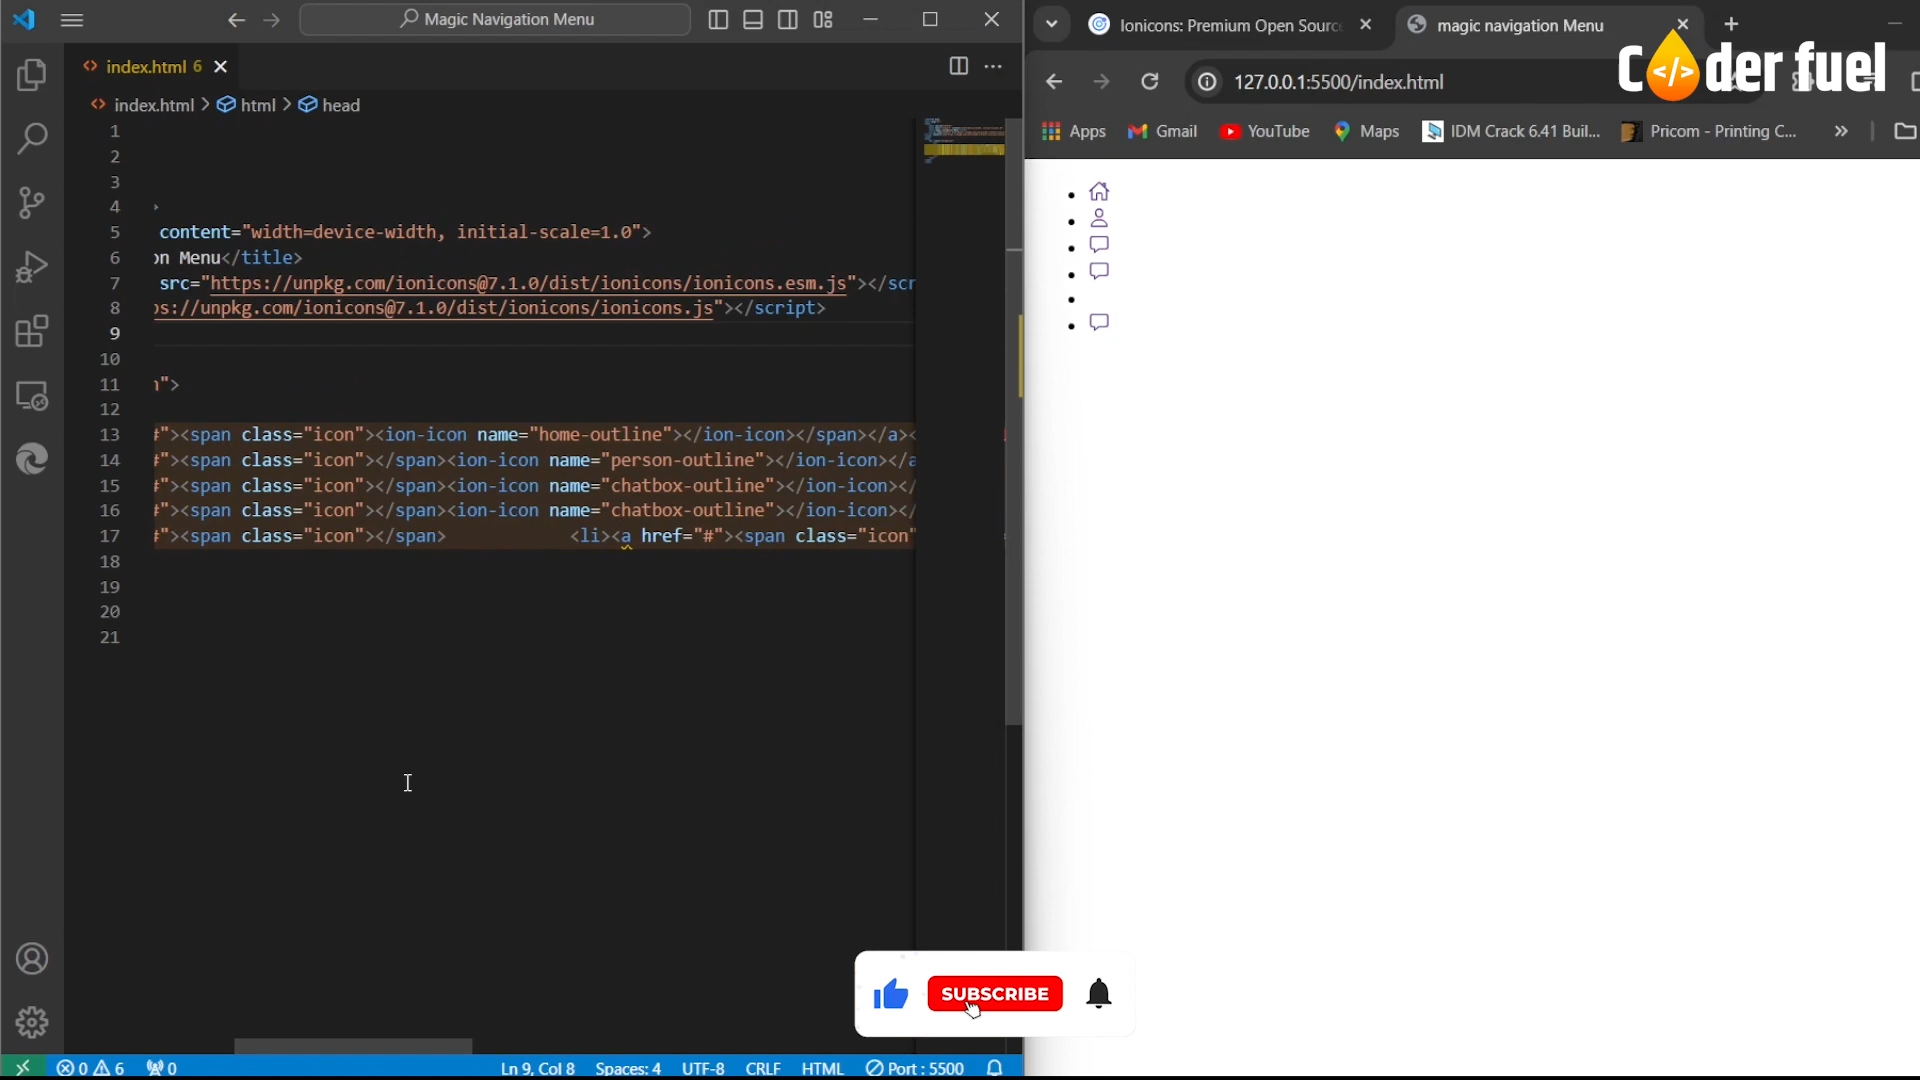 Magic Navigation Menu
index.html 6
index.html > html > head
1
2
3
4 >
5 content="width=device-width, initial-scale=1.0">
6 on Menu</title>
7 src="https://unpkg.com/ionicons@7.1.0/dist/ionicons/ionicons.esm.js"></scr
8 ps://unpkg.com/ionicons@7.1.0/dist/ionicons/ionicons.js"></script>
9
10
11 n">
12
13 #"><span class="icon"><ion-icon name="home-outline"></ion-icon></span></a><
14 #"><span class="icon"></span><ion-icon name="person-outline"></ion-icon></a
15 #"><span class="icon"></span><ion-icon name="chatbox-outline"></ion-icon></
16 #"><span class="icon"></span><ion-icon name="chatbox-outline"></ion-icon></
17 #"><span class="icon"></span> <li><a href="#"><span class="icon"
18
19
20
21
0 6 0 Ln 9, Col 8 Spaces: 4 UTF-8 CRLF HTML Port : 5500
Ionicons: Premium Open Sourc
magic navigation Menu
127.0.0.1:5500/index.html
Coder fuel
Apps Gmail YouTube Maps IDM Crack 6.41 Buil... Pricom - Printing C... »
SUBSCRIBE